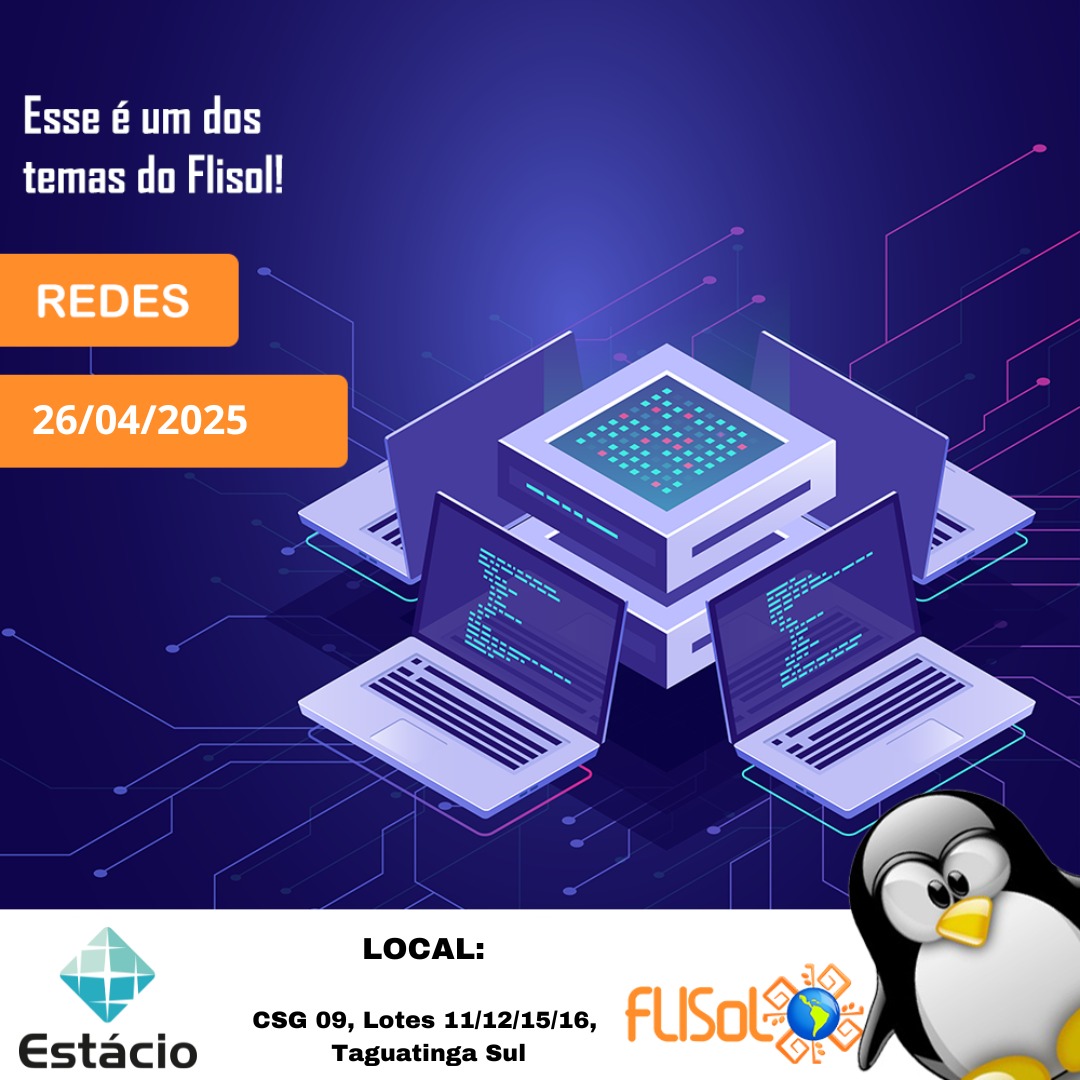 Esse é um dos
temas do Flisol!
REDES
26/04/2025
LOCAL:
CSG 09, Lotes 11/12/15/16,
Taguatinga Sul
Estácio
FLISol